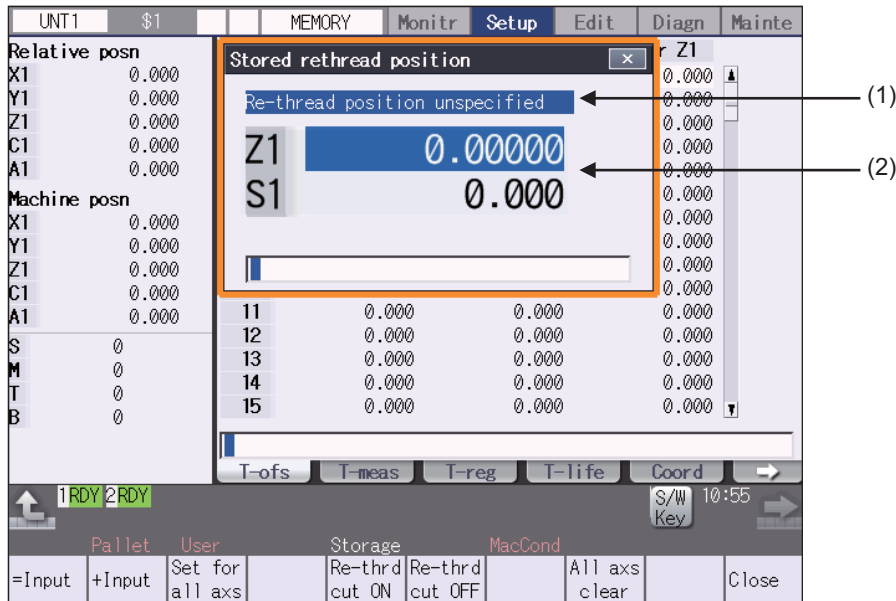 UNT1 $1 MEMORY Monitr Setup Edit Diagn Mainte
Relative posn
X1 0.000
Y1 0.000
Z1 0.000
C1 0.000
A1 0.000
Machine posn
X1 0.000
Y1 0.000
Z1 0.000
C1 0.000
A1 0.000
S 0
M 0
T 0
B 0
r Z1
0.000
0.000
0.000
0.000
0.000
0.000
0.000
0.000
0.000
0.000
Stored rethread position
Re-thread position unspecified
(1)
Z1 0.00000
(2)
S1 0.000
11 0.000 0.000 0.000
12 0.000 0.000 0.000
13 0.000 0.000 0.000
14 0.000 0.000 0.000
15 0.000 0.000 0.000
T-ofs T-meas T-reg T-life Coord
1RDY 2RDY
S/W Key
10:55
Pallet User Storage MacCond
=Input
+Input
Set for
all axs
Re-thrd
cut ON
Re-thrd
cut OFF
All axs
clear
Close